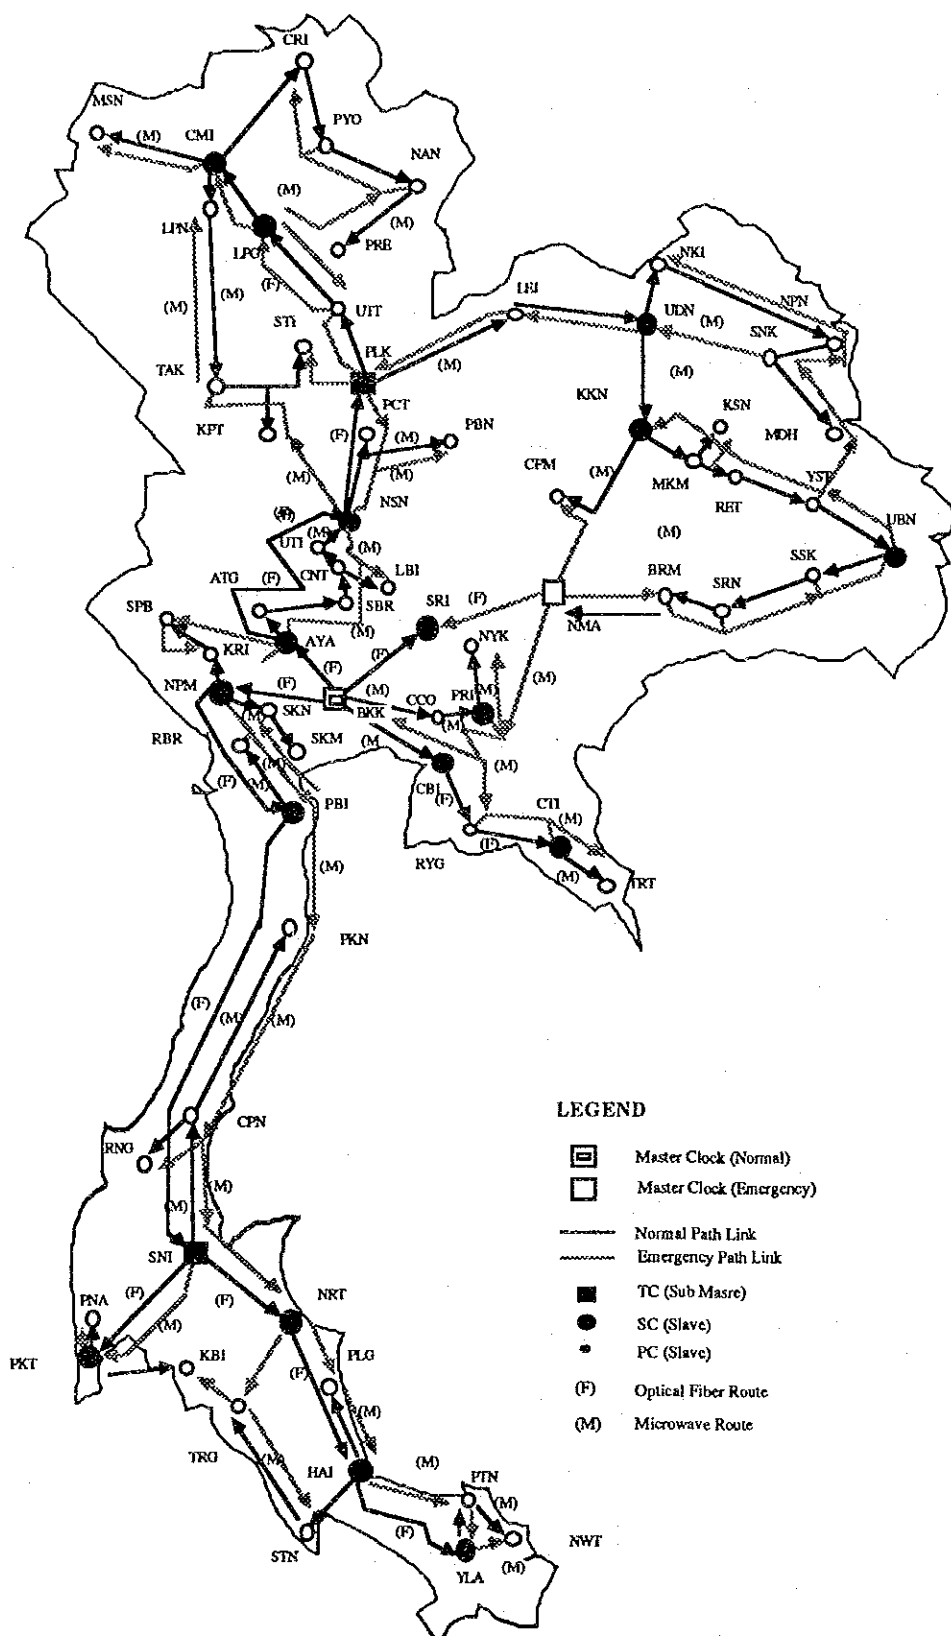 CRI
MSN
PYO
CMI
(M)
NAN
(M)
LPN
(M)
PRE
LPG
NKI
(F)
LEI
NPN
(M)
(M)
UTT
UDN
STI
(M)
SNK
PLK
(M)
(M)
TAK
KKN
PCT
KSN
KPT
(F)
(M)
PBN
MDH
CPM
(M)
(M)
MKM
YST
NSN
RET
UBN
(M)
UTI
(M)
(M)
SSK
CNT
ATG
(F)
LBI
BRM
SRN
SPB
SBR
SRI
(F)
NMA
KRI
AYA
(M)
NYK
(F)
(F)
(M)
NPM
(F)
(M)
CCO
PRI
(M)
SKN
BKK
(M)
(M)
RBR
SKM
(M)
(M)
(M)
(F)
(M)
CBI
(F)
PBI
CTI
(M)
RYG
(F)
(M)
(M)
TRT
PKN
(F)
(M)
(M)
LEGEND
CPN
RNG
Master Clock (Normal)
(M)
Master Clock (Emergency)
(M)
Normal Path Link
SNI
Emergency Path Link
PNA
(F)
(F)
NRT
TC (Sub Masre)
(M)
SC (Slave)
PKT
KBI
PLG
PC (Slave)
(F)
(F) Optical Fiber Route
(M)
(M) Microwave Route
TRG
(M)
HAI
(M)
PTN
(M)
STN
(F)
NWT
(M)
YLA